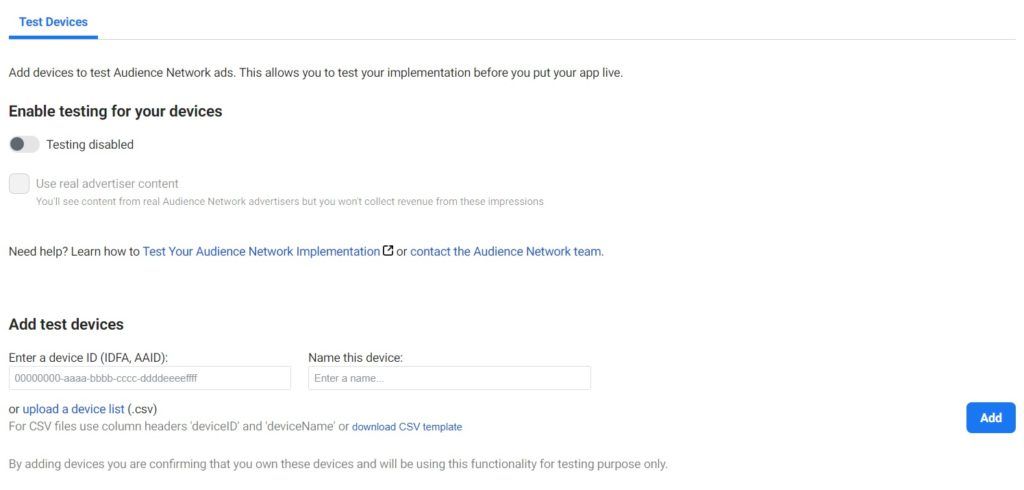 Test Devices
Add devices to test Audience Network ads. This allows you to test your implementation before you put your app live.
Enable testing for your devices
Testing disabled
Use real advertiser content
You'll see content from real Audience Network advertisers but you won't collect revenue from these impressions
Need help? Learn how to Test Your Audience Network Implementation or contact the Audience Network team.
Add test devices
Enter a device ID (IDFA, AAID): Name this device:
00000000-aaaa-bbbb-cccc-ddddeeeeffff Enter a name...
or upload a device list (.csv)
For CSV files use column headers 'deviceID' and 'deviceName' or download CSV template
Add
By adding devices you are confirming that you own these devices and will be using this functionality for testing purpose only.